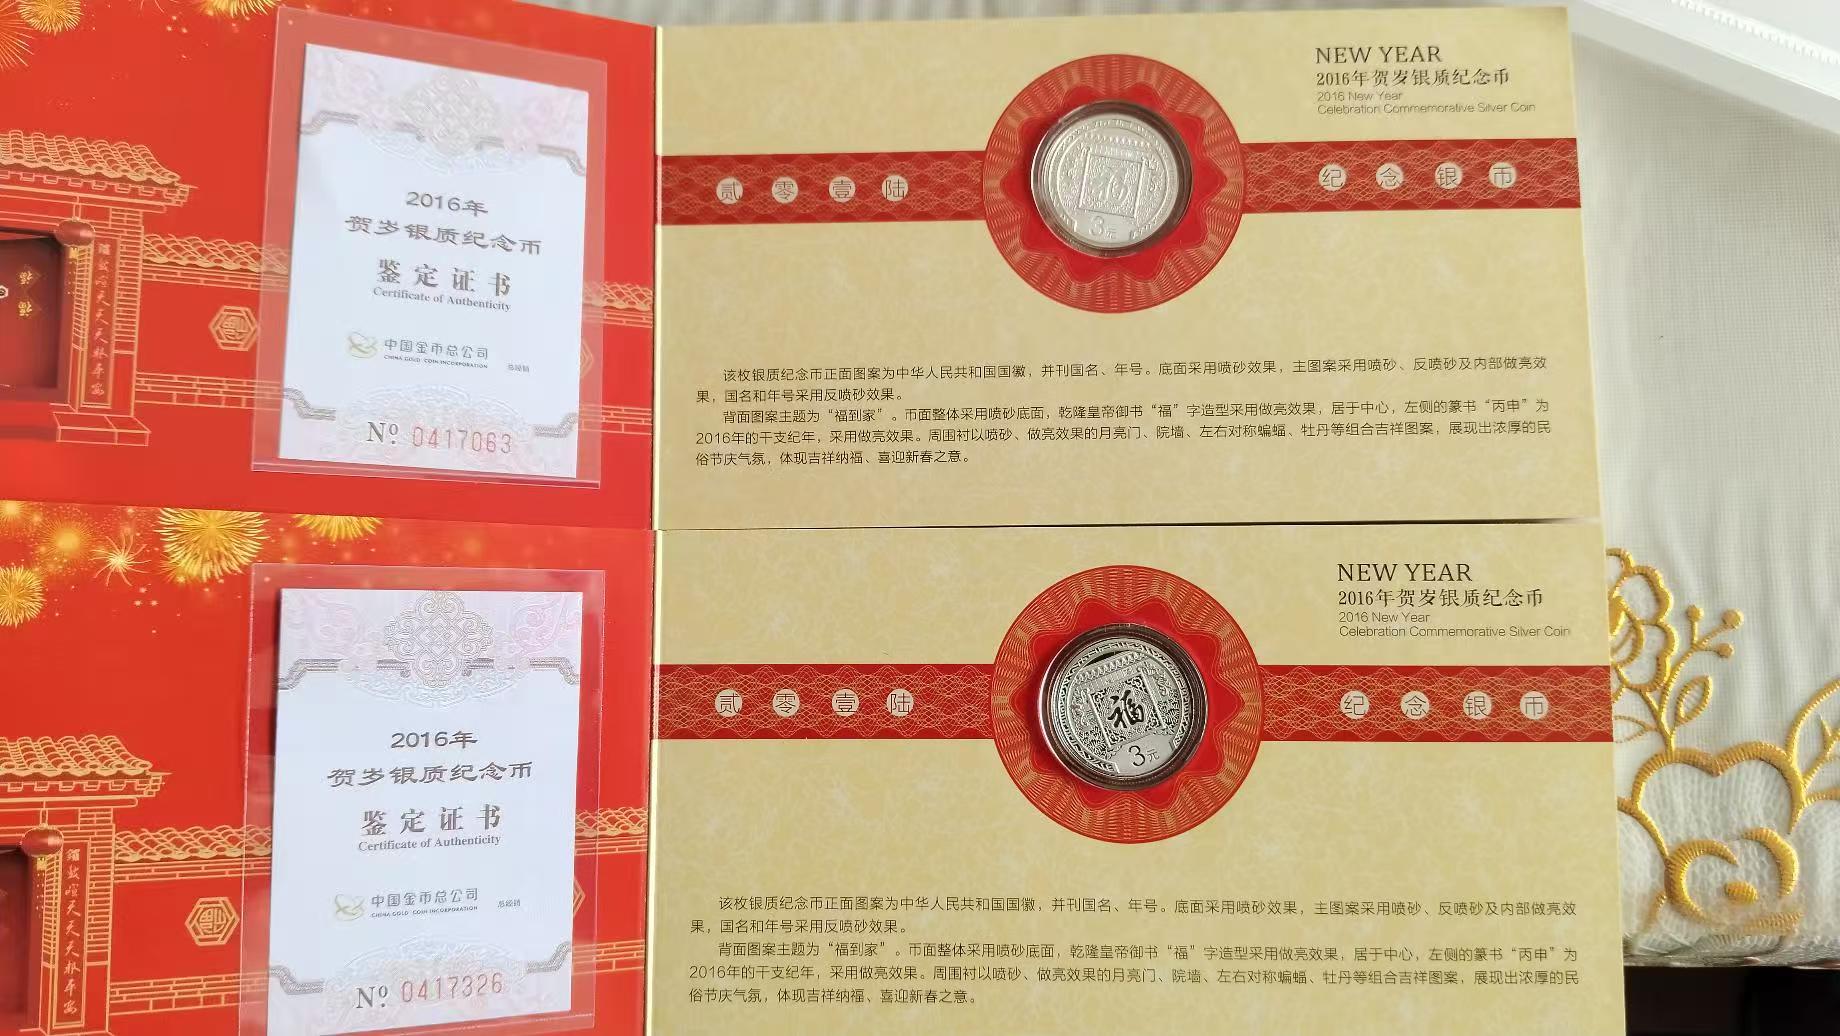 2016年
贺岁银质纪念币
鉴定证书
Certificate of Authenticity
中国金币总公司
CHINA GOLD COIN INCORPORATION
总经销
Nº 0417063
NEW YEAR
2016年贺岁银质纪念币
2016 New Year
Celebration Commemorative Silver Coin
贰零壹陆
福
3元
纪念银币
该枚银质纪念币正面图案为中华人民共和国国徽，并刊国名、年号。底面采用喷砂效果，主图案采用喷砂、反喷砂及内部做亮效
果，国名和年号采用反喷砂效果。
背面图案主题为“福到家”。币面整体采用喷砂底面，乾隆皇帝御书“福”字造型采用做亮效果，居于中心，左侧的篆书“丙申”为
2016年的干支纪年，采用做亮效果。周围衬以喷砂、做亮效果的月亮门、院墙、左右对称蝙蝠、牡丹等组合吉祥图案，展现出浓厚的民
俗节庆气氛，体现吉祥纳福、喜迎新春之意。
2016年
贺岁银质纪念币
鉴定证书
Certificate of Authenticity
中国金币总公司
CHINA GOLD COIN INCORPORATION
总经销
Nº 0417326
NEW YEAR
2016年贺岁银质纪念币
2016 New Year
Celebration Commemorative Silver Coin
贰零壹陆
福
3元
纪念银币
该枚银质纪念币正面图案为中华人民共和国国徽，并刊国名、年号。底面采用喷砂效果，主图案采用喷砂、反喷砂及内部做亮效
果，国名和年号采用反喷砂效果。
背面图案主题为“福到家”。币面整体采用喷砂底面，乾隆皇帝御书“福”字造型采用做亮效果，居于中心，左侧的篆书“丙申”为
2016年的干支纪年，采用做亮效果。周围衬以喷砂、做亮效果的月亮门、院墙、左右对称蝙蝠、牡丹等组合吉祥图案，展现出浓厚的民
俗节庆气氛，体现吉祥纳福、喜迎新春之意。